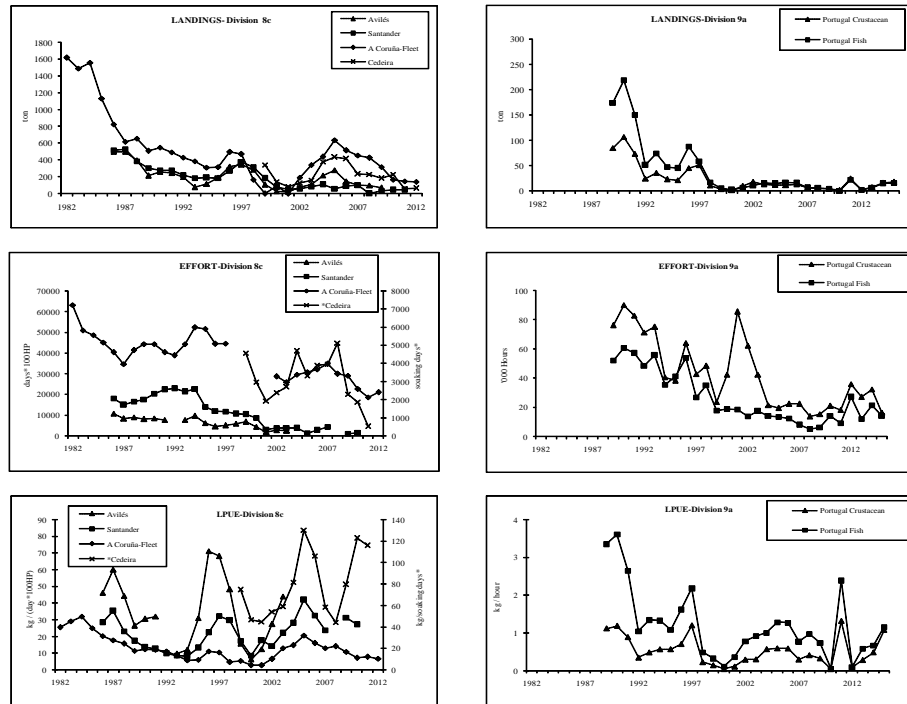 LANDINGS- Division 8c
Avilés
Santander
A Coruña-Fleet
Cedeira
ton
1800
1600
1400
1200
1000
800
600
400
200
0
1982 1987 1992 1997 2002 2007 2012
LANDINGS-Division 9a
Portugal Crustacean
Portugal Fish
ton
300
250
200
150
100
50
0
1982 1987 1992 1997 2002 2007 2012
EFFORT-Division 8c
Avilés
Santander
A Coruña-Fleet
*Cedeira
days*100HP
70000
60000
50000
40000
30000
20000
10000
0
soaking days*
8000
7000
6000
5000
4000
3000
2000
1000
0
1982 1987 1992 1997 2002 2007 2012
EFFORT-Division 9a
Portugal Crustacean
Portugal Fish
'000 Hours
100
80
60
40
20
0
1982 1987 1992 1997 2002 2007 2012
LPUE-Division 8c
Avilés
Santander
A Coruña-Fleet
*Cedeira
kg / (day*100HP)
90
80
70
60
50
40
30
20
10
0
kg/soaking days*
140
120
100
80
60
40
20
0
1982 1987 1992 1997 2002 2007 2012
LPUE-Division 9a
Portugal Crustacean
Portugal Fish
kg / hour
4
3
2
1
0
1982 1987 1992 1997 2002 2007 2012